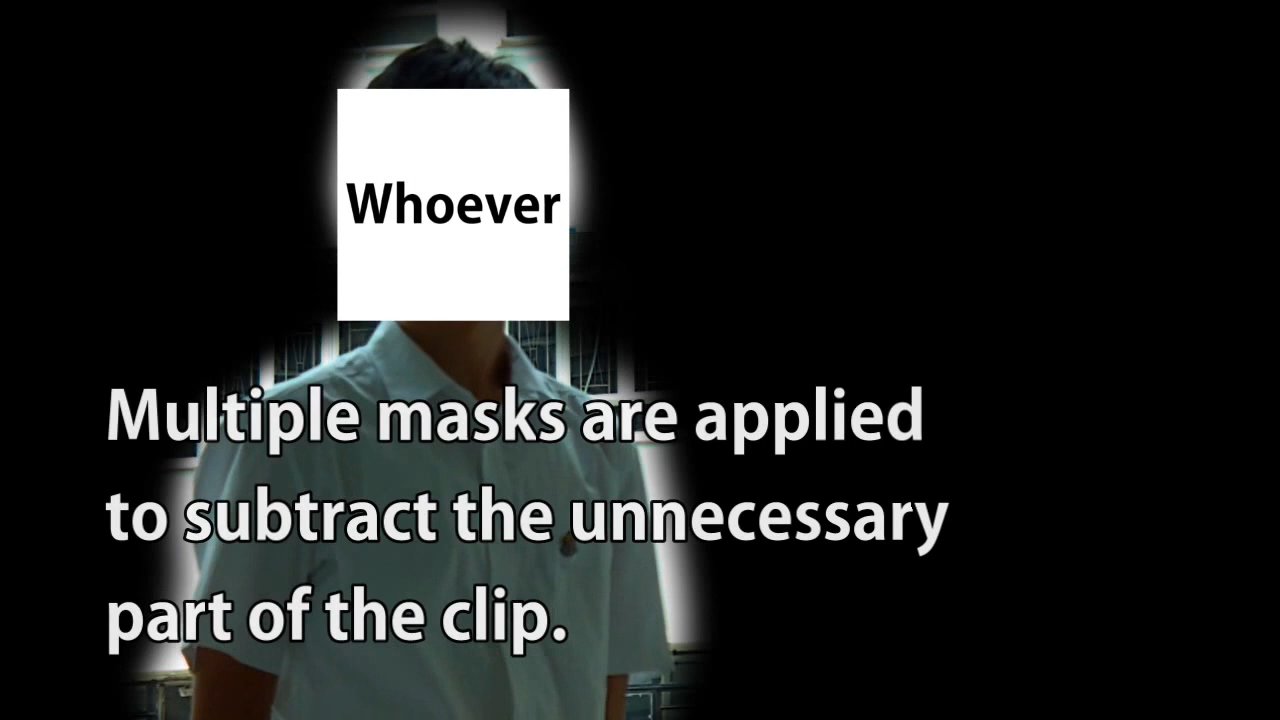 Whoever
Multiple masks are applied
to subtract the unnecessary
part of the clip.